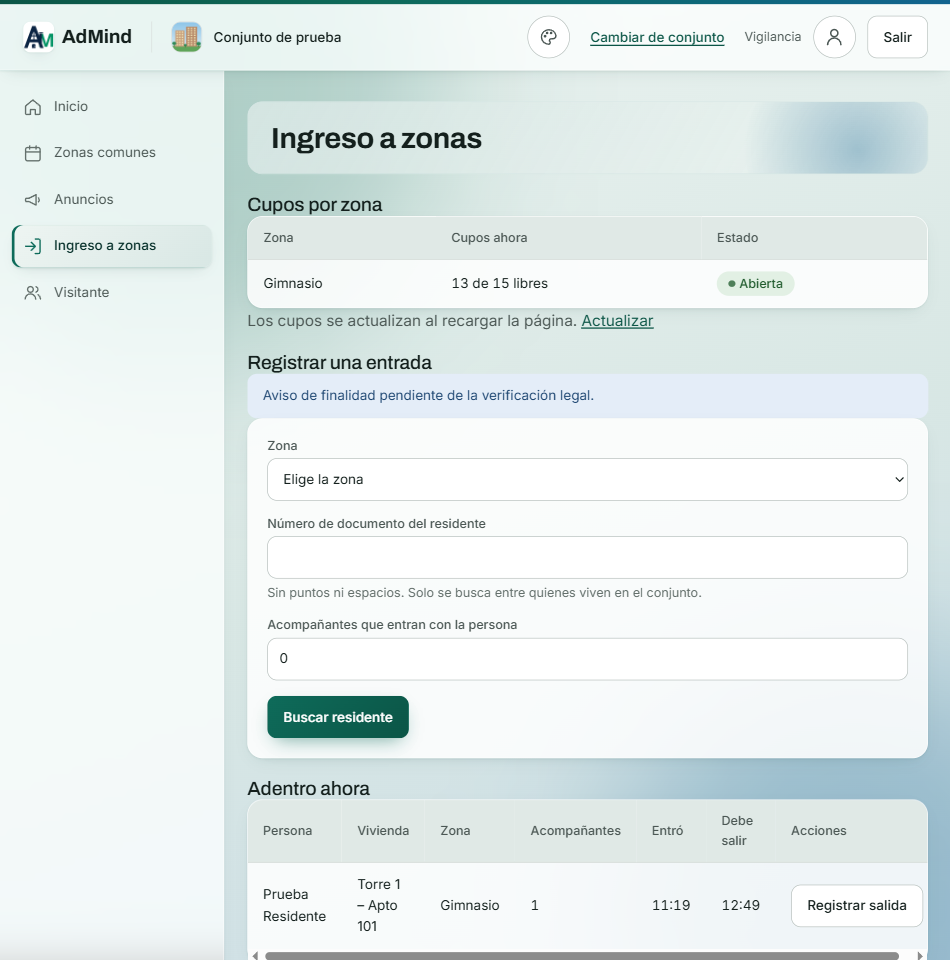 AM AdMind
Conjunto de prueba
Cambiar de conjunto
Vigilancia
Salir
Inicio
Zonas comunes
Anuncios
Ingreso a zonas
Visitante
Ingreso a zonas
Cupos por zona
Zona Cupos ahora Estado
Gimnasio 13 de 15 libres Abierta
Los cupos se actualizan al recargar la página. Actualizar
Registrar una entrada
Aviso de finalidad pendiente de la verificación legal.
Zona
Elige la zona
Número de documento del residente
Sin puntos ni espacios. Solo se busca entre quienes viven en el conjunto.
Acompañantes que entran con la persona
0
Buscar residente
Adentro ahora
Persona Vivienda Zona Acompañantes Entró Debe salir Acciones
Prueba Residente Torre 1 – Apto 101 Gimnasio 1 11:19 12:49 Registrar salida